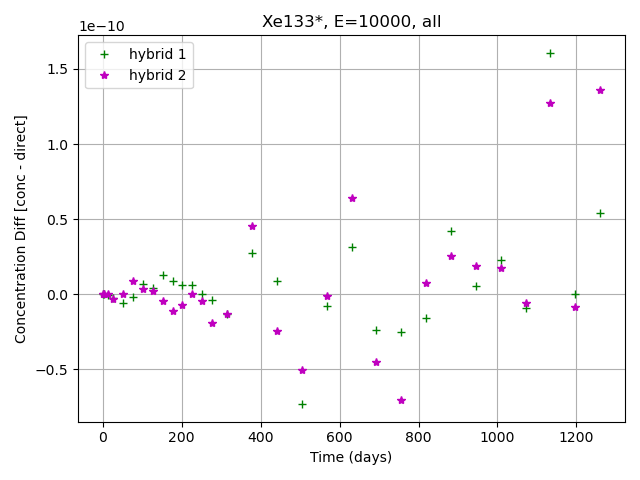 Xe133*, E=10000, all
1e−10
hybrid 1
hybrid 2
1.5
1.0
0.5
0.0
−0.5
Concentration Diff [conc - direct]
0 200 400 600 800 1000 1200
Time (days)